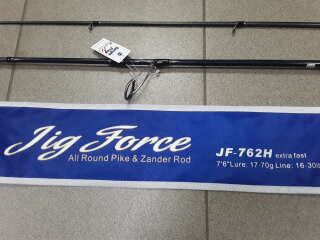 Jig Force
All Round Pike & Zander Rod
JF-762H extra fast
7'6" Lure: 17-70g Line: 16-30lb